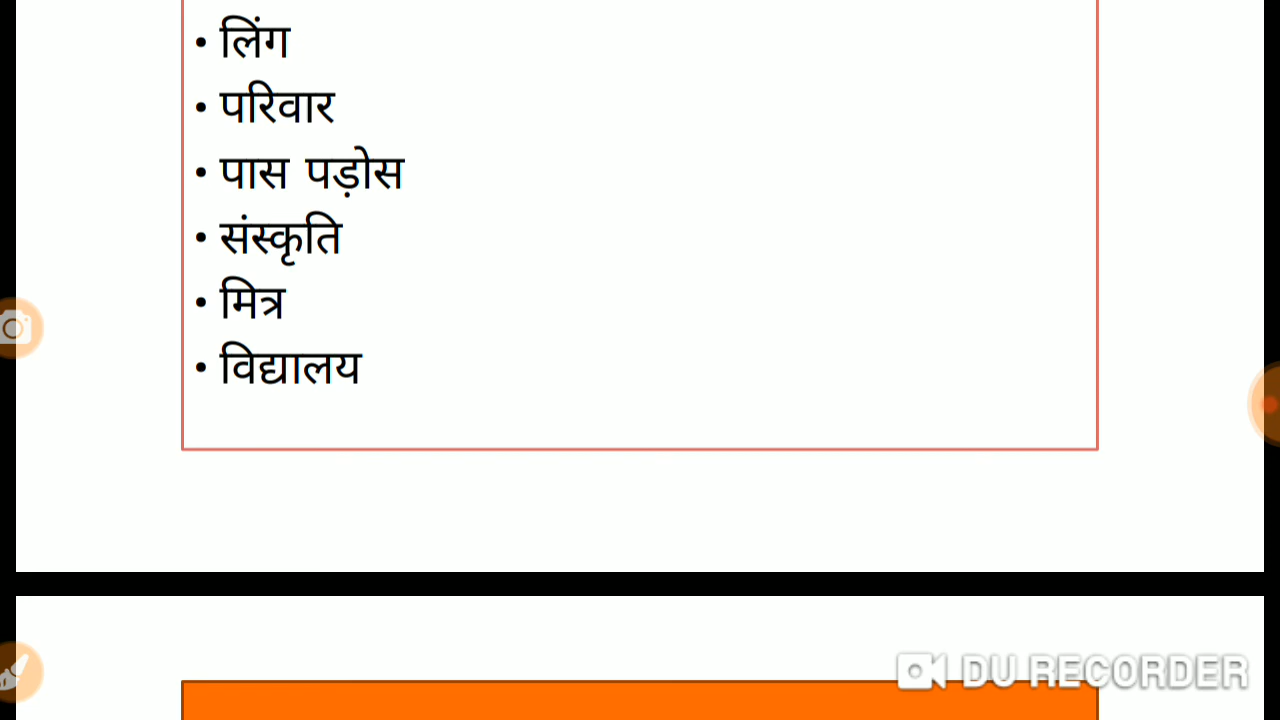 • लिंग
• परिवार
• पास पड़ोस
• संस्कृति
• मित्र
• विद्यालय
DU RECORDER